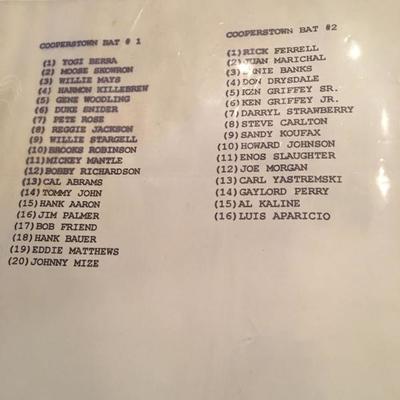 COOPERSTOWN BAT # 1
(1) YOGI BERRA
(2) MOOSE SKOWRON
(3) WILLIE MAYS
(4) HARMON KILLEBREW
(5) GENE WOODLING
(6) DUKE SNIDER
(7) PETE ROSE
(8) REGGIE JACKSON
(9) WILLIE STARGELL
(10)BROOKS ROBINSON
(11)MICKEY MANTLE
(12)BOBBY RICHARDSON
(13)CAL ABRAMS
(14)TOMMY JOHN
(15)HANK AARON
(16)JIM PALMER
(17)BOB FRIEND
(18)HANK BAUER
(19)EDDIE MATTHEWS
(20)JOHNNY MIZE
COOPERSTOWN BAT #2
(1)RICK FERRELL
(2)JUAN MARICHAL
(3)ERNIE BANKS
(4)DON DRYSDALE
(5)KEN GRIFFEY SR.
(6)KEN GRIFFEY JR.
(7)DARRYL STRAWBERRY
(8)STEVE CARLTON
(9)SANDY KOUFAX
(10)HOWARD JOHNSON
(11)ENOS SLAUGHTER
(12)JOE MORGAN
(13)CARL YASTREMSKI
(14)GAYLORD PERRY
(15)AL KALINE
(16)LUIS APARICIO